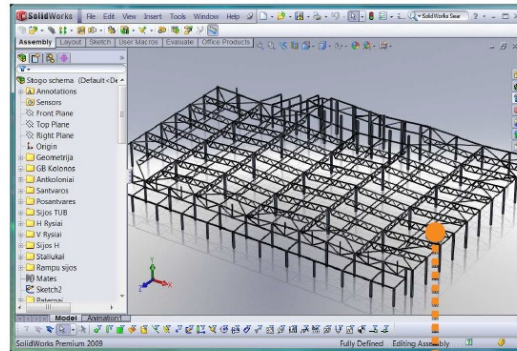 SolidWorks File Edit View Insert Tools Window Help SolidWorks Sear
Assembly Layout Sketch User Macros Evaluate Office Products
Stogo schema (Default<De
Annotations
Sensors
Front Plane
Top Plane
Right Plane
Origin
Geometrija
GB Kolonos
Antkoloniai
Santvaros
Posantvares
Sijos TUB
H Rysiai
V Rysiai
Sijos H
Staliukai
Rampu sijos
Mates
Sketch2
Y
X
Z
Model Animation1
SolidWorks Premium 2009 Fully Defined Editing Assembly